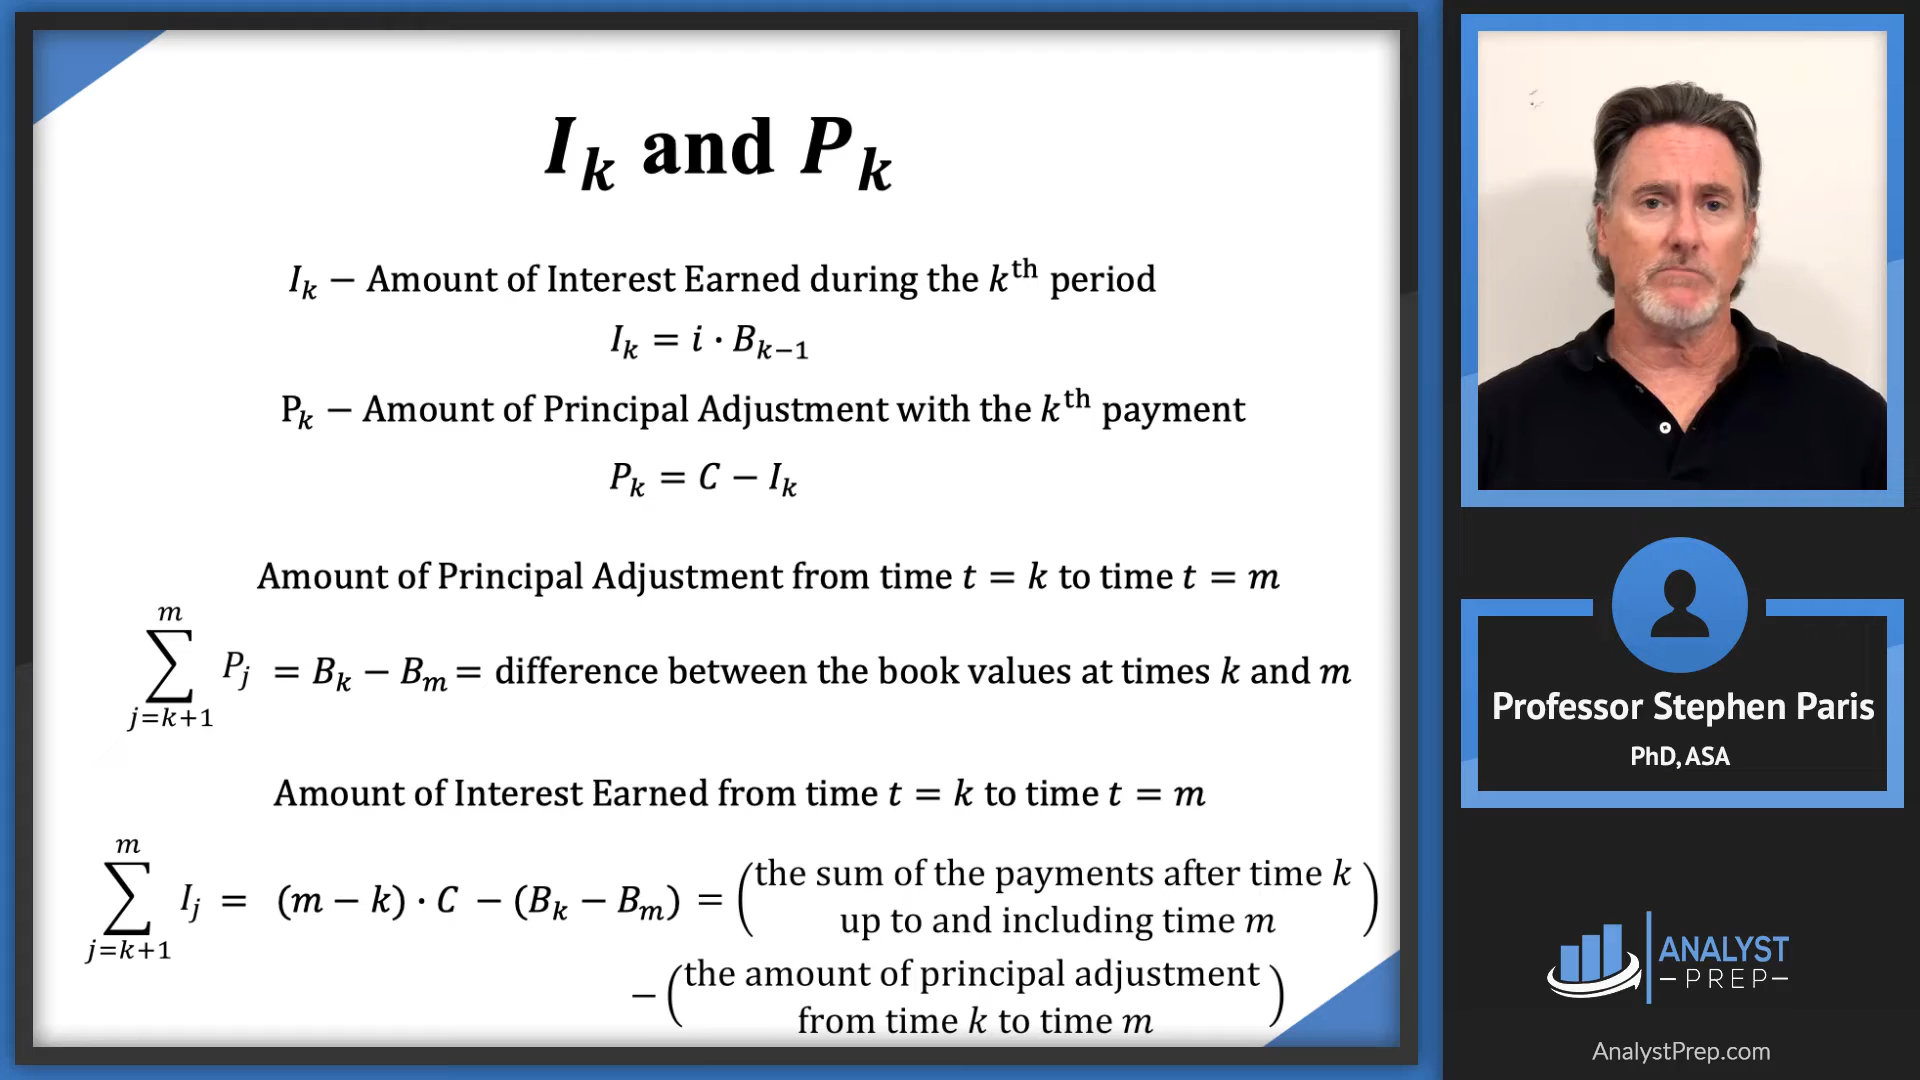 I_k and P_k
I_k − Amount of Interest Earned during the k^th period
I_k = i · B_{k−1}
P_k − Amount of Principal Adjustment with the k^th payment
P_k = C − I_k
Amount of Principal Adjustment from time t = k to time t = m
∑_{j=k+1}^{m} P_j = B_k − B_m = difference between the book values at times k and m
Amount of Interest Earned from time t = k to time t = m
∑_{j=k+1}^{m} I_j = (m − k) · C − (B_k − B_m) = (the sum of the payments after time k
up to and including time m)
− (the amount of principal adjustment
from time k to time m)
Professor Stephen Paris
PhD, ASA
ANALYST
–PREP–
AnalystPrep.com